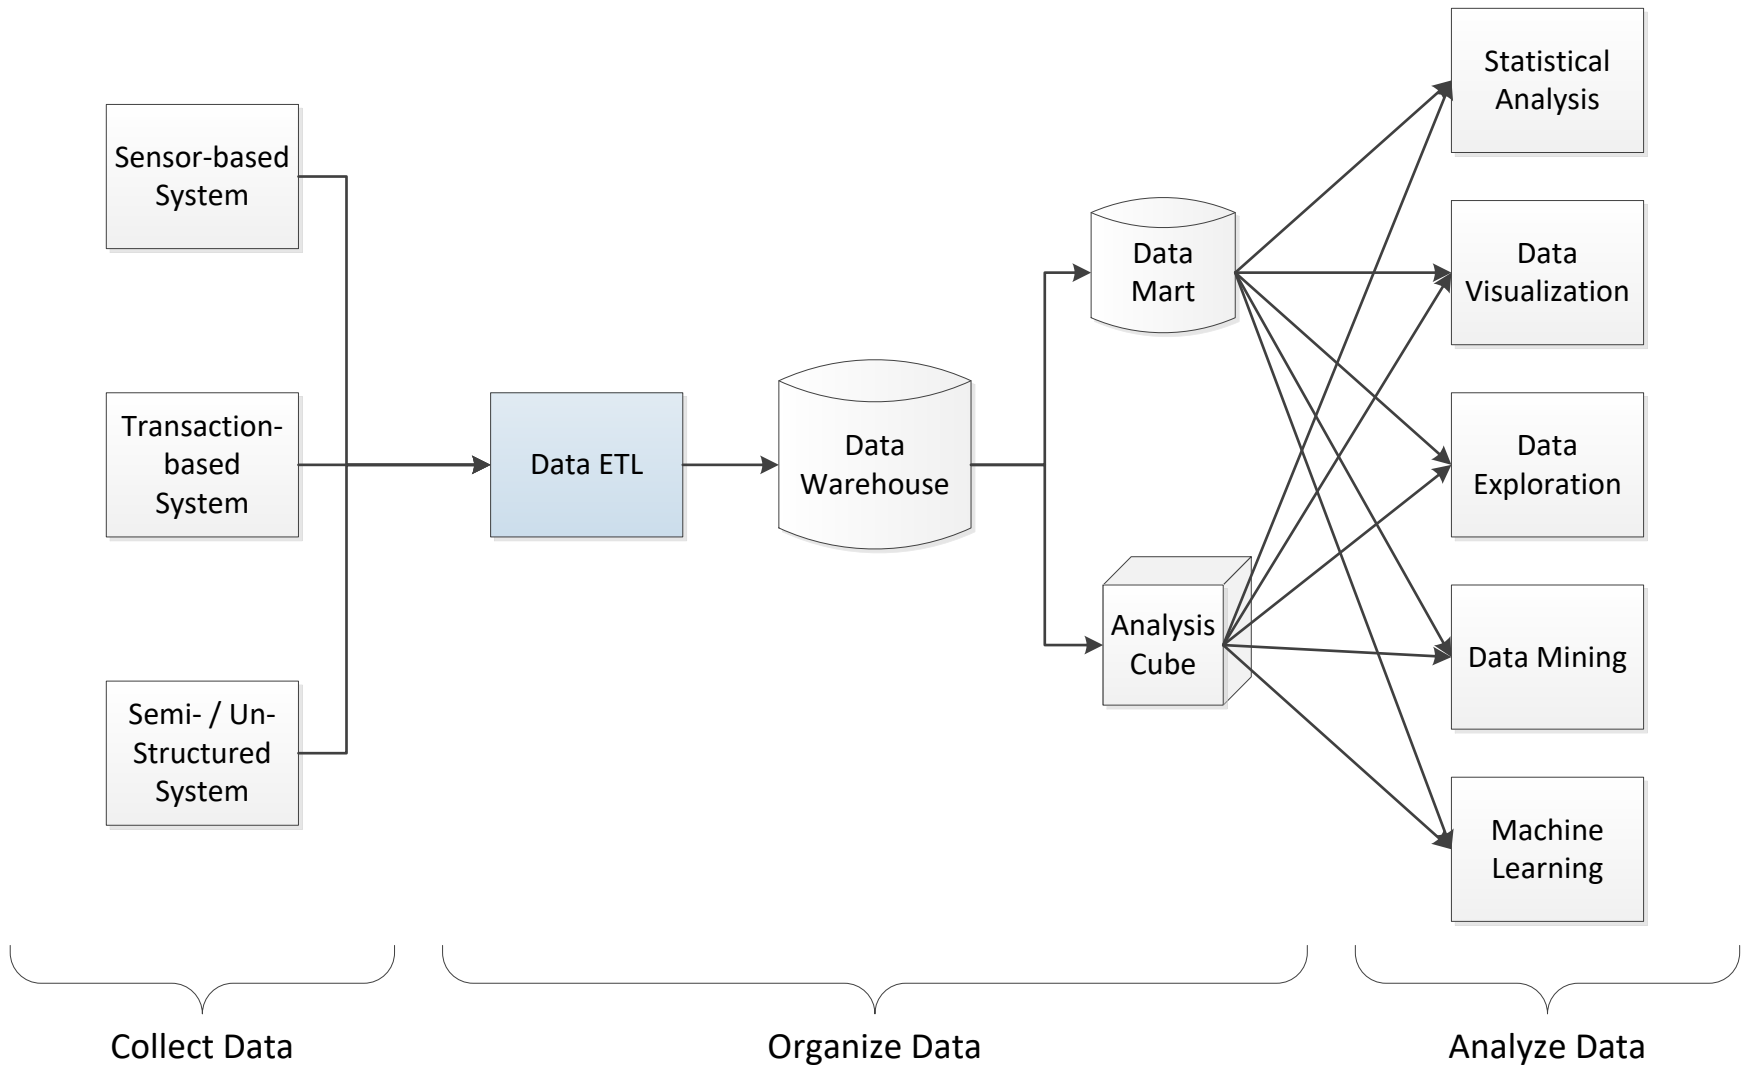 Sensor-based
System
Transaction-
based
System
Semi- / Un-
Structured
System
Data ETL
Data
Warehouse
Data
Mart
Analysis
Cube
Statistical
Analysis
Data
Visualization
Data
Exploration
Data Mining
Machine
Learning
Collect Data
Organize Data
Analyze Data